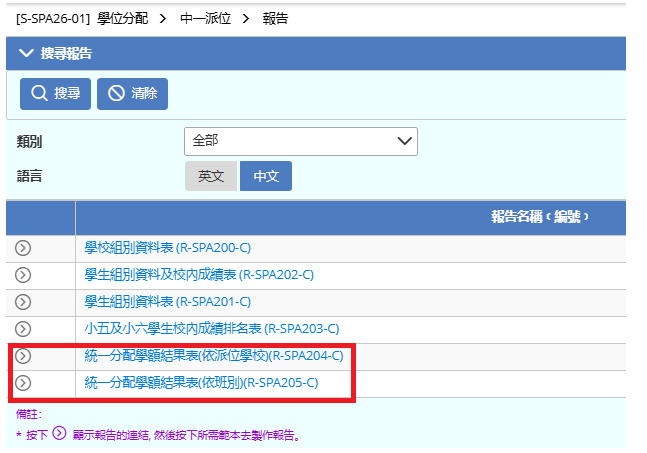 [S-SPA26-01] 學位分配 > 中一派位 > 報告
搜尋報告
搜尋 清除
類別 全部
語言 英文 中文
報告名稱﹙編號﹚
學校組別資料表 (R-SPA200-C)
學生組別資料及校內成績表 (R-SPA202-C)
學生組別資料表 (R-SPA201-C)
小五及小六學生校內成績排名表 (R-SPA203-C)
統一分配學額結果表(依派位學校)(R-SPA204-C)
統一分配學額結果表(依班別)(R-SPA205-C)
備註:
* 按下 顯示報告的連結, 然後按下所需範本去製作報告。